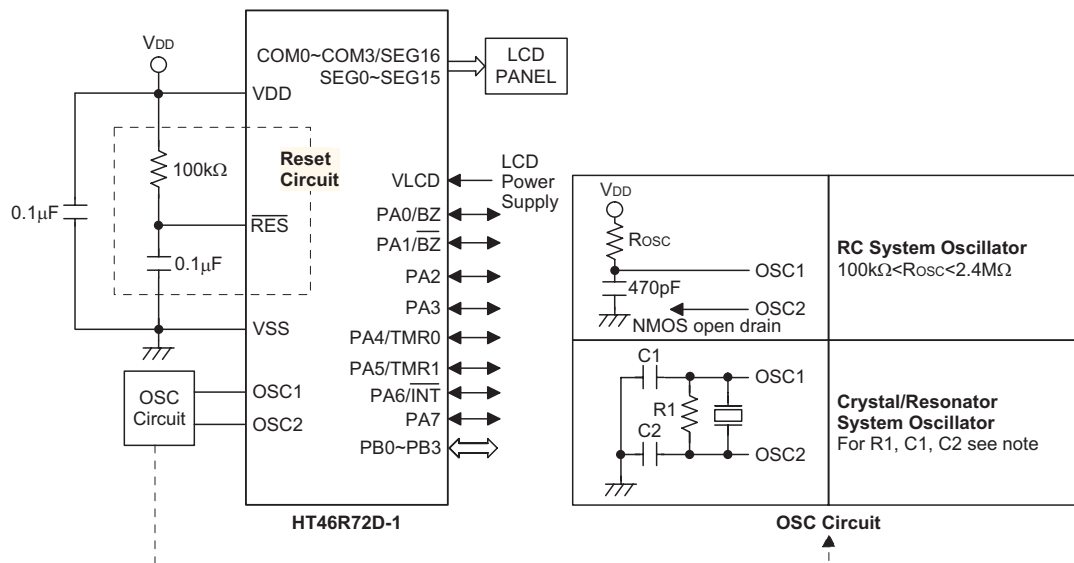 VDD
COM0~COM3/SEG16
SEG0~SEG15
LCD
PANEL
VDD
100kΩ
Reset
Circuit
0.1μF
RES
0.1μF
VSS
OSC
Circuit
OSC1
OSC2
VLCD
LCD
Power
Supply
PA0/BZ
PA1/BZ
PA2
PA3
PA4/TMR0
PA5/TMR1
PA6/INT
PA7
PB0~PB3
HT46R72D-1
VDD
ROSC
OSC1
470pF
OSC2
NMOS open drain
RC System Oscillator
100kΩ<ROSC<2.4MΩ
C1
OSC1
R1
C2
OSC2
Crystal/Resonator
System Oscillator
For R1, C1, C2 see note
OSC Circuit